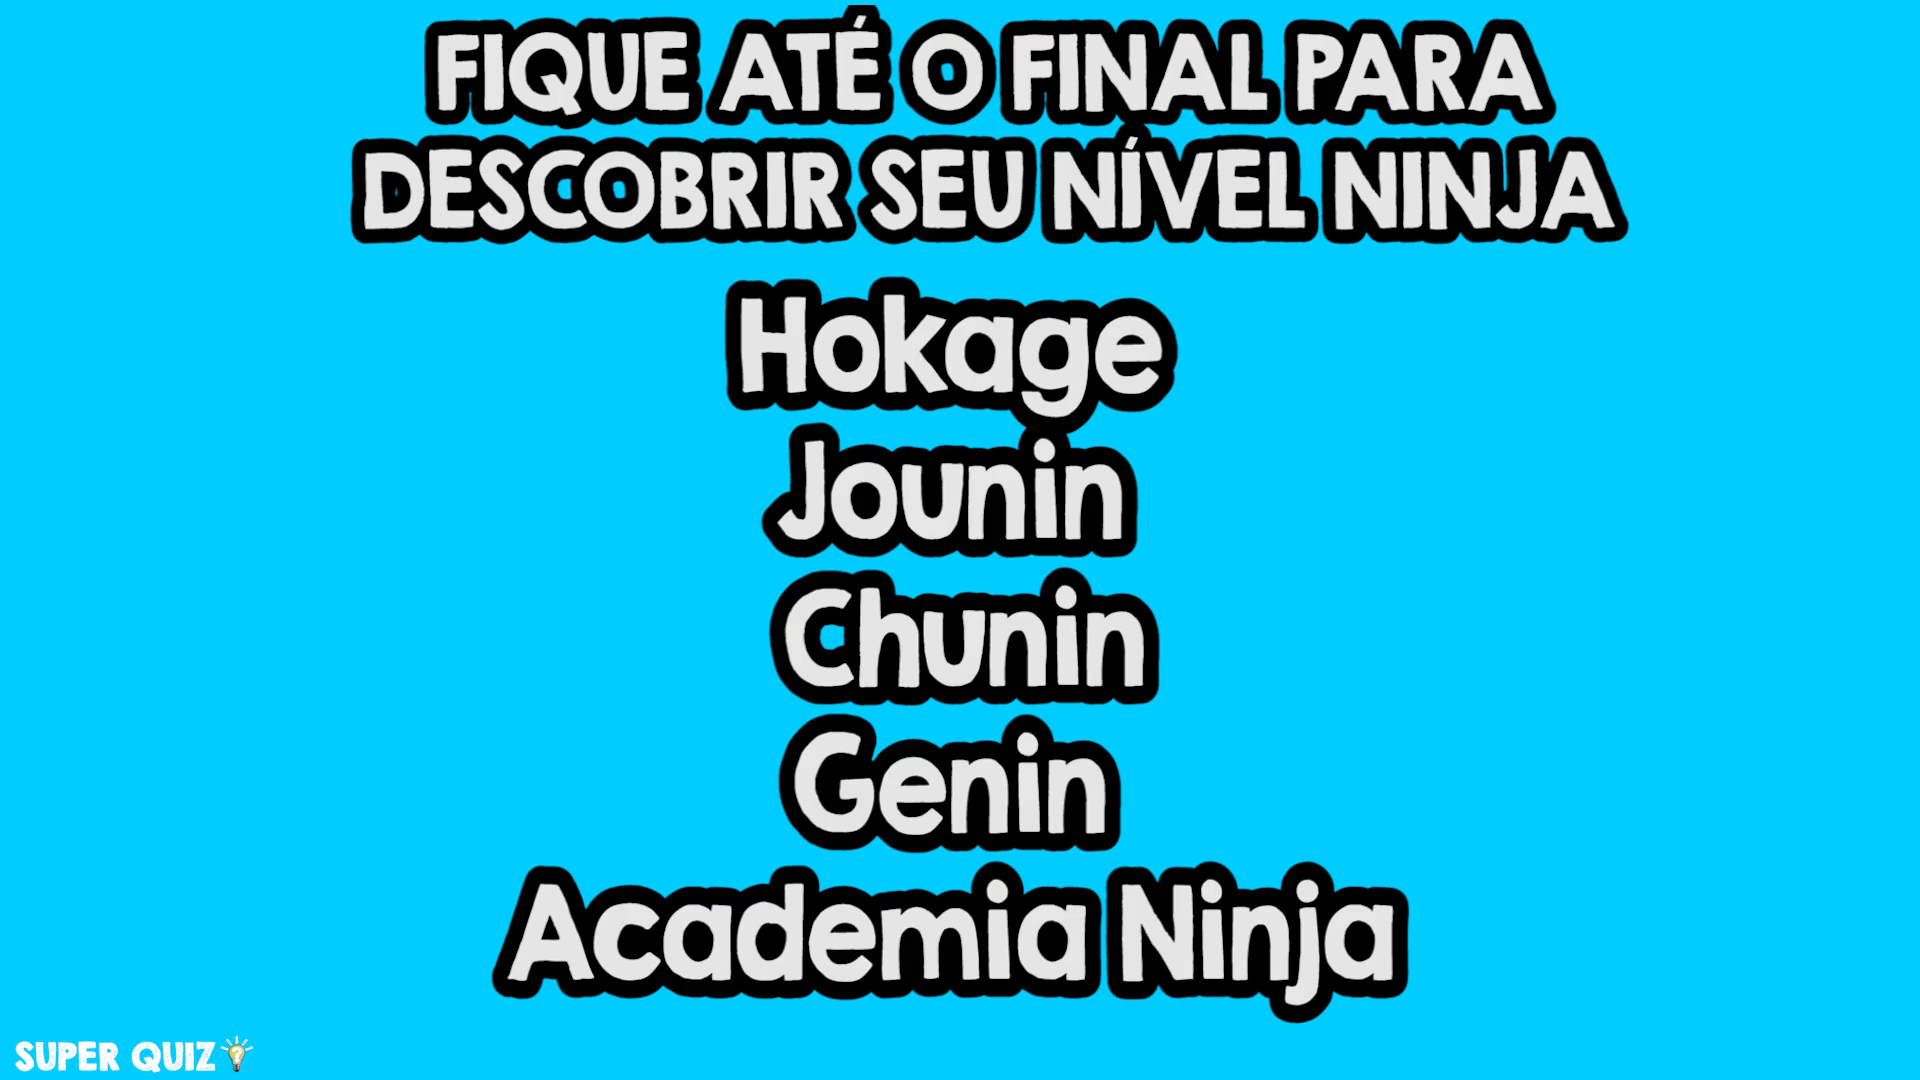 FIQUE ATÉ O FINAL PARA
DESCOBRIR SEU NÍVEL NINJA
Hokage
Jounin
Chunin
Genin
Academia Ninja
SUPER QUIZ